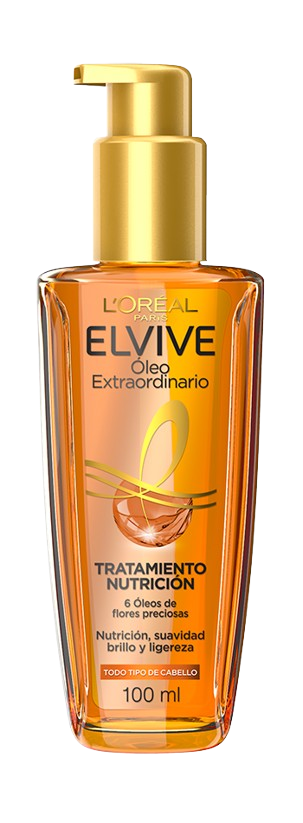 L'ORÉAL
PARIS
ELVIVE
Óleo
Extraordinario
TRATAMIENTO
NUTRICIÓN
6 Óleos de
flores preciosas
Nutrición, suavidad
brillo y ligereza
TODO TIPO DE CABELLO
100 ml